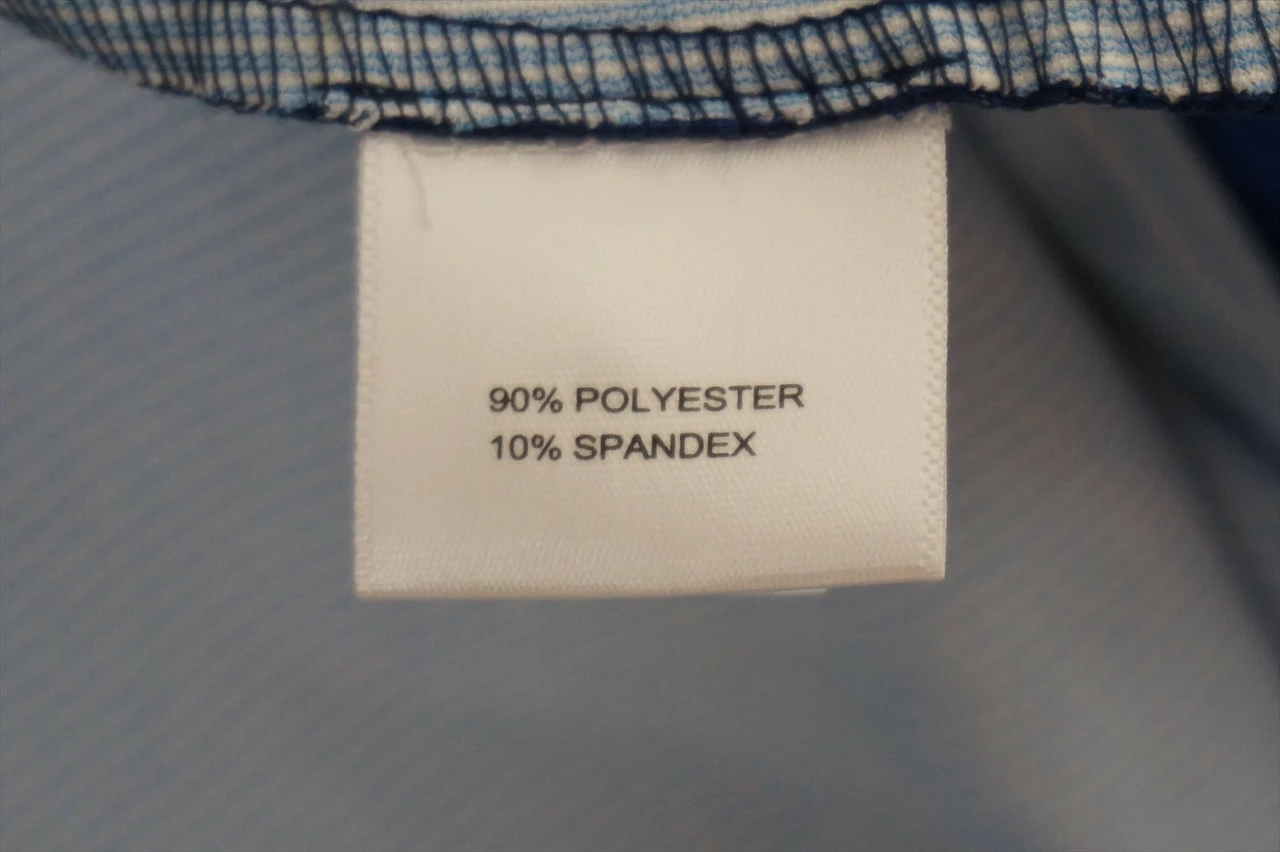 90% POLYESTER
10% SPANDEX